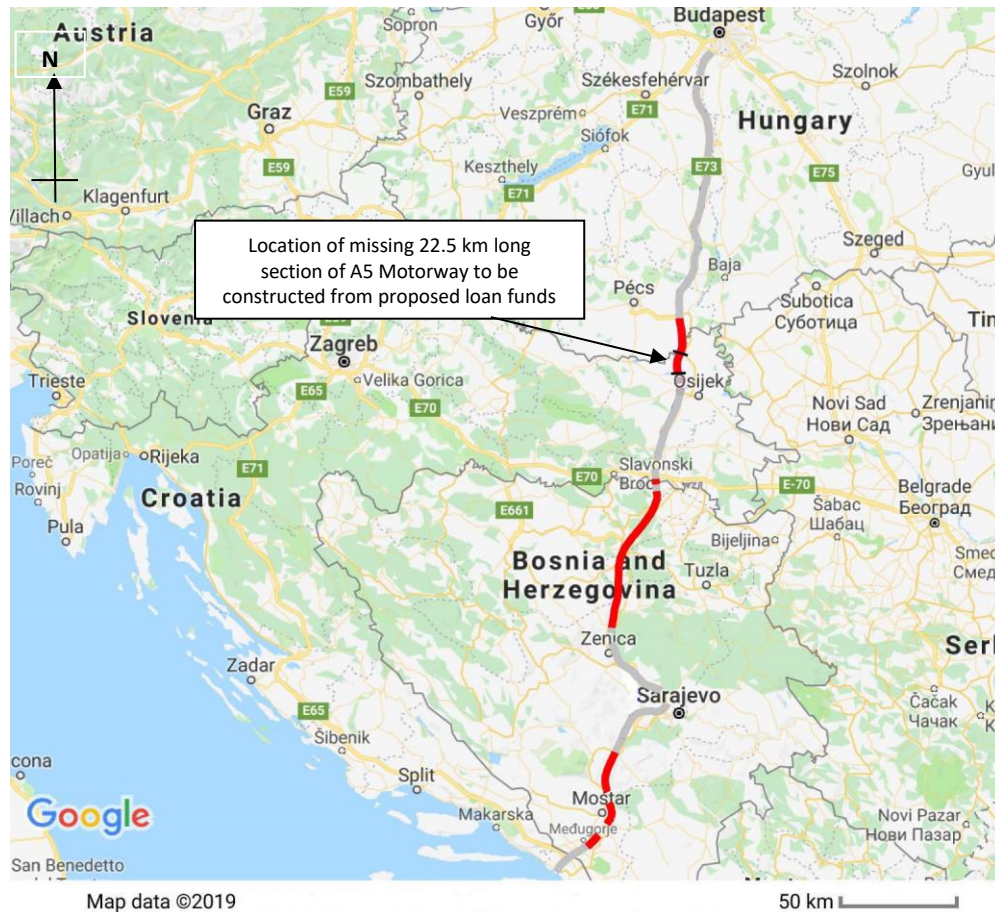 Sopron
Győr
Budapest
Austria
N
Szombathely
Székesfehérvár
Szolnok
E59
Graz
Veszprém
E71
Hungary
Siófok
E59
Keszthely
E73
E75
Klagenfurt
E71
Villach
Location of missing 22.5 km long
section of A5 Motorway to be
constructed from proposed loan funds
Szeged
Baja
Pécs
Subotica
Суботица
Slovenia
Zagreb
Velika Gorica
Trieste
E65
Osijek
E70
Novi Sad
Нови Сад
Zrenjanin
Зрењани
Opatija
Rijeka
Poreč
Rovinj
E71
Slavonski
Brod
E70
E-70
Croatia
Belgrade
Београд
Pula
E661
Šabac
Шабац
Bijeljina
Bosnia and
Herzegovina
Tuzla
Smed
Смед
Zenica
Zadar
Serl
Sarajevo
E65
Čačak
Чачак
Šibenik
Split
Mostar
Google
Makarska
Međugorje
Novi Pazar
Нови Пазар
San Benedetto
Map data ©2019
50 km